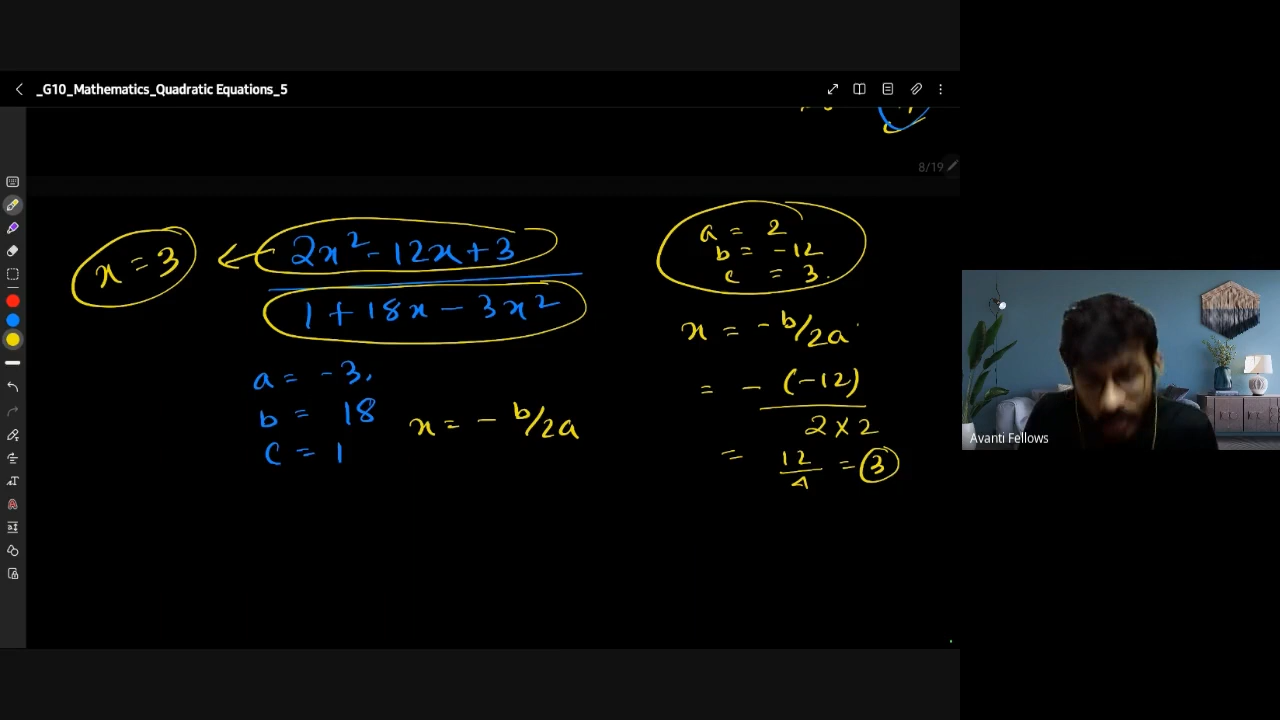 _G10_Mathematics_Quadratic Equations_5
8/19
x = 3 ← 2x² - 12x + 3
1 + 18x - 3x²
a = 2
b = -12
c = 3.
x = -b/2a
= -(-12)
2 × 2
= 12/4 = 3
a = -3.
b = 18
c = 1
x = -b/2a
Avanti Fellows